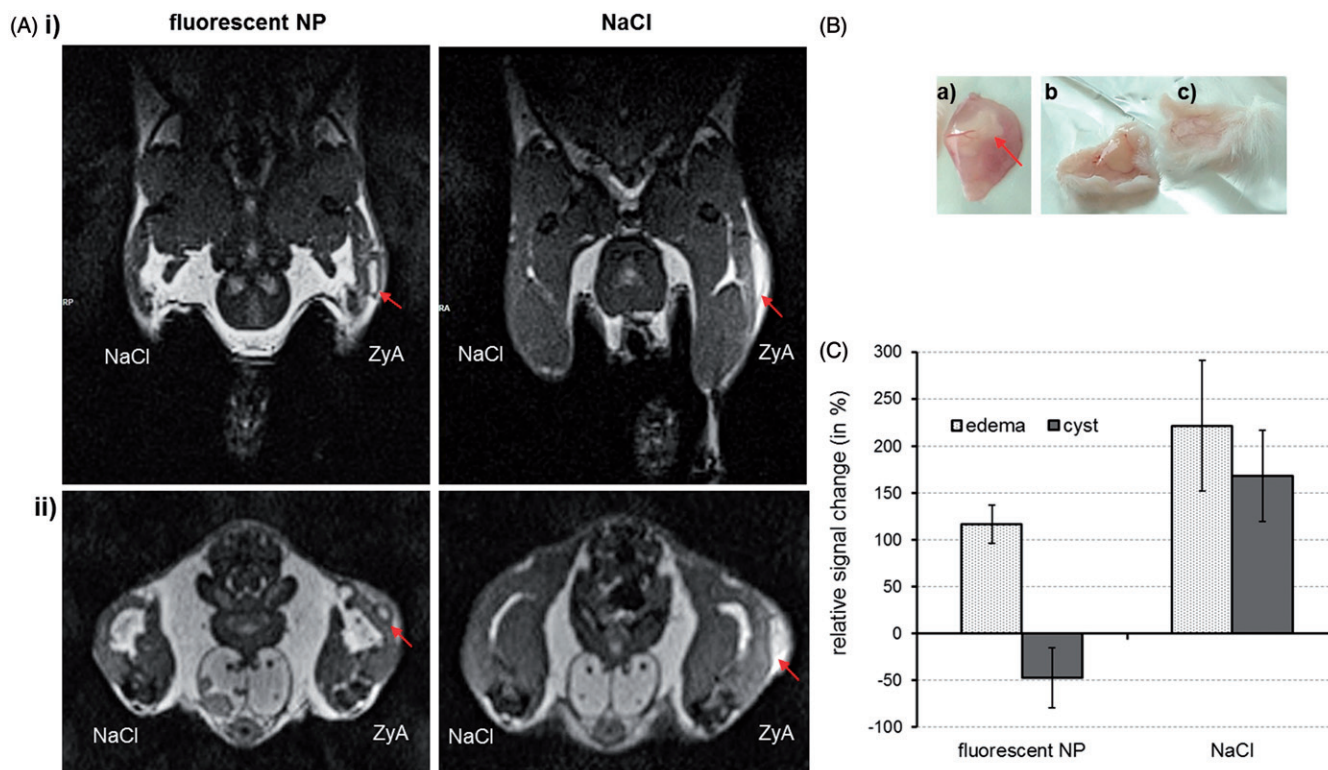 (A) i)
fluorescent NP
NaCl
RP
NaCl
ZyA
RA
NaCl
ZyA
ii)
NaCl
ZyA
NaCl
ZyA
(B)
a)
b
c)
(C)
relative signal change (in %)
300
250
200
150
100
50
0
-50
-100
edema
cyst
fluorescent NP
NaCl